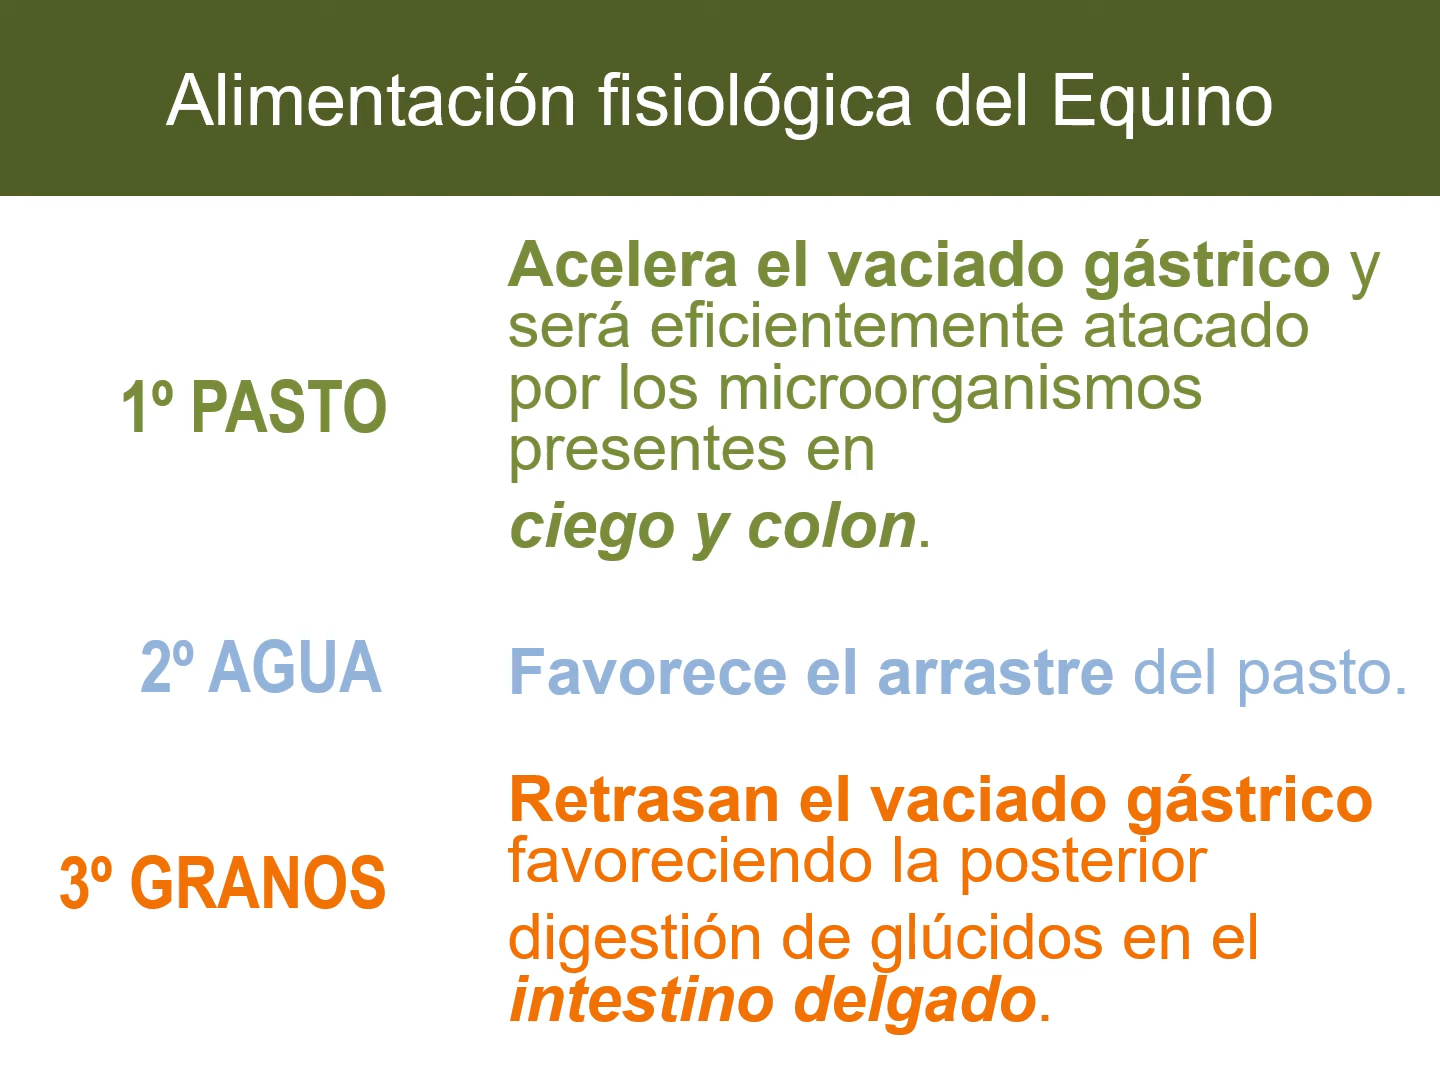 Alimentación fisiológica del Equino
1º PASTO
Acelera el vaciado gástrico y
será eficientemente atacado
por los microorganismos
presentes en
ciego y colon.
2º AGUA
Favorece el arrastre del pasto.
3º GRANOS
Retrasan el vaciado gástrico
favoreciendo la posterior
digestión de glúcidos en el
intestino delgado.